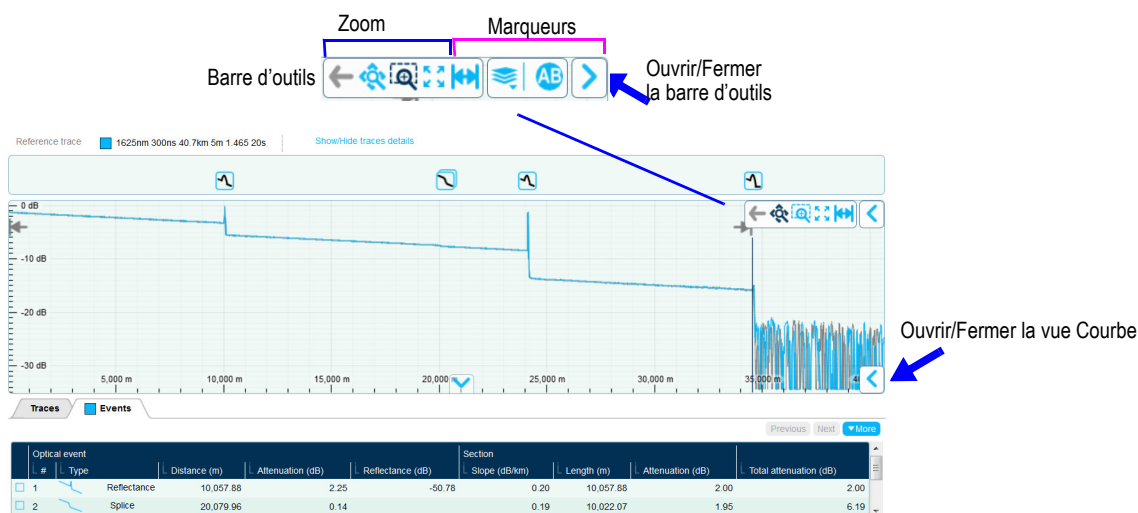 Zoom
Marqueurs
Barre d'outils
AB
Ouvrir/Fermer
la barre d'outils
Reference trace
1625nm 300ns 40.7km 5m 1.465 20s
Show/Hide traces details
0 dB
-10 dB
-20 dB
-30 dB
Ouvrir/Fermer la vue Courbe
5,000 m 10,000 m 15,000 m 20,000 25,000 m 30,000 m 35,000 m
Traces Events
Previous Next ▼More
Optical event Section
# Type Distance (m) Attenuation (dB) Reflectance (dB) Slope (dB/km) Length (m) Attenuation (dB) Total attenuation (dB)
1 Reflectance 10,057.88 2.25 -50.78 0.20 10,057.88 2.00 2.00
2 Splice 20,079.96 0.14 0.19 10,022.07 1.95 6.19